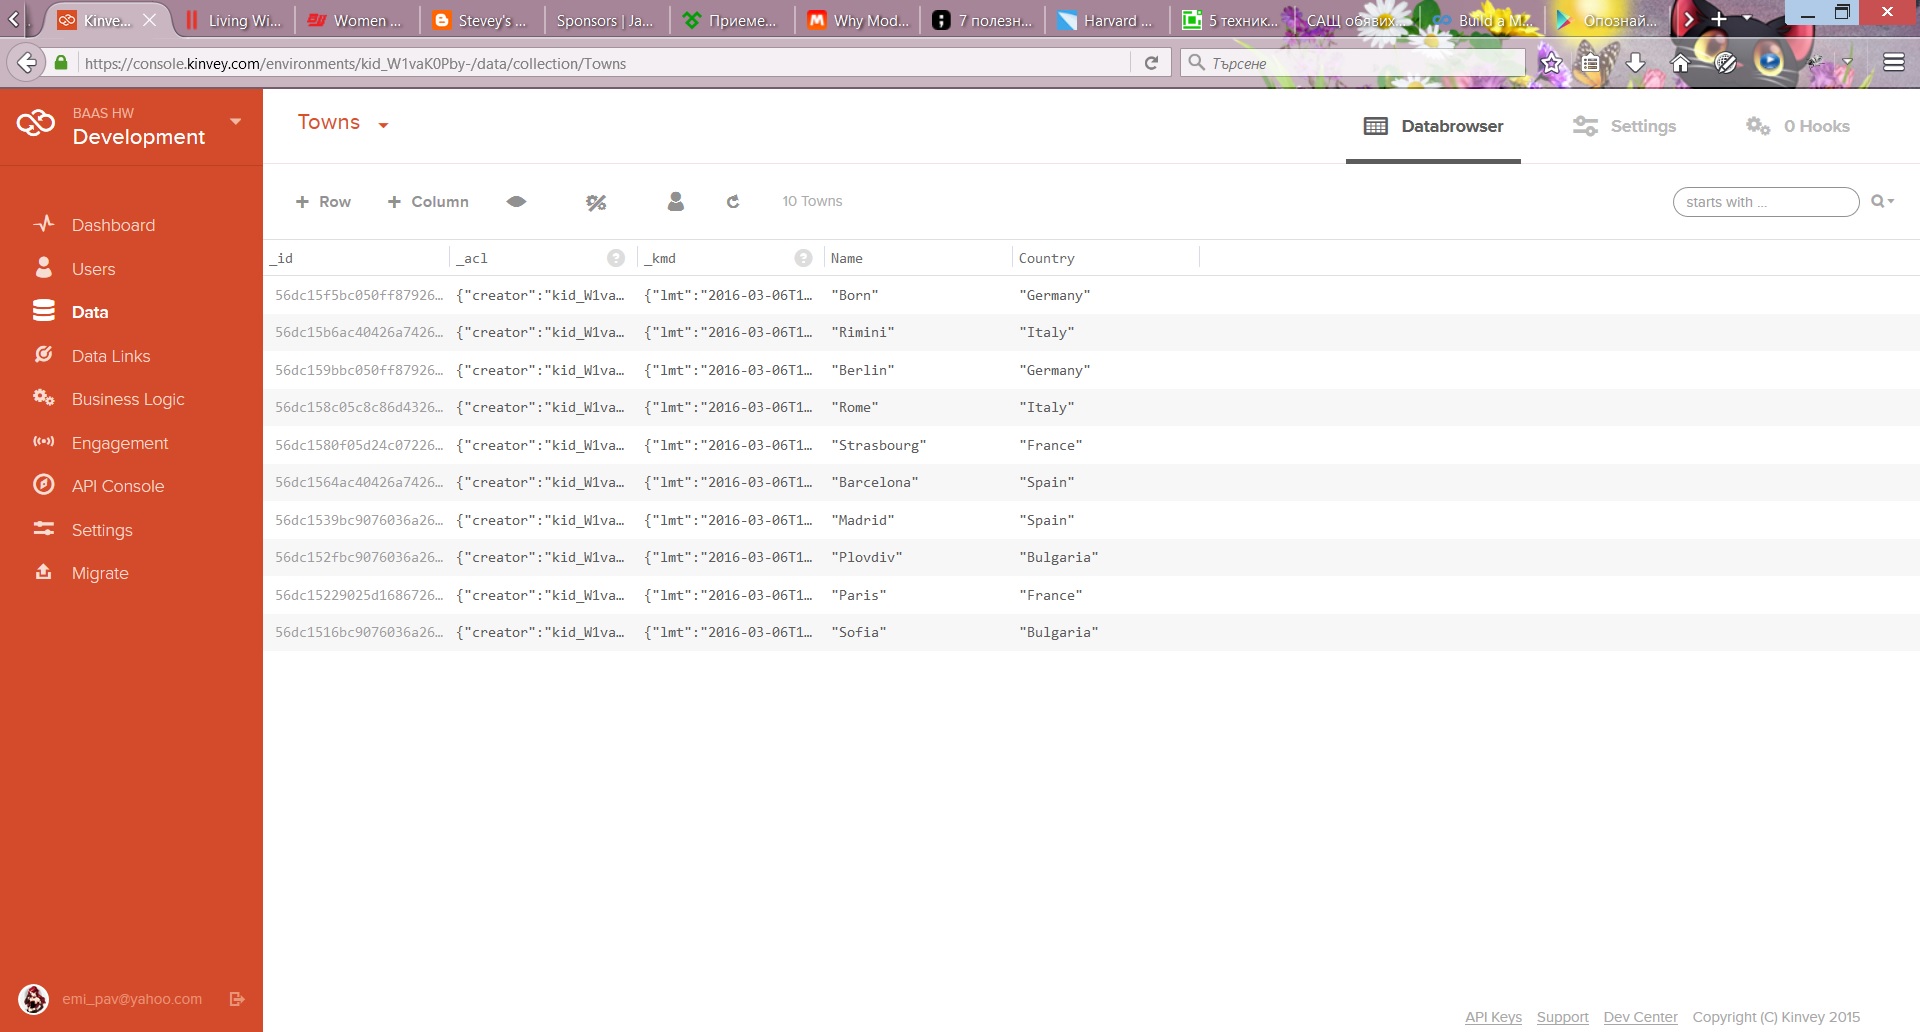 Kinve...
Living Wi...
Women ...
Stevey's ...
Sponsors | Ja...
Приеме...
Why Mod...
7 полезн...
Harvard ...
5 техник...
САЩ обявих...
Build a M...
Опознай...
https://console.kinvey.com/environments/kid_W1vaK0Pby-/data/collection/Towns
Търсене
BAAS HW
Development
Towns
Databrowser
Settings
0 Hooks
Dashboard
Users
Data
Data Links
Business Logic
Engagement
API Console
Settings
Migrate
+ Row + Column 10 Towns
starts with ...
_id _acl ? _kmd ? Name Country
56dc15f5bc050ff87926... {"creator":"kid_W1va... {"lmt":"2016-03-06T1... "Born" "Germany"
56dc15b6ac40426a7426... {"creator":"kid_W1va... {"lmt":"2016-03-06T1... "Rimini" "Italy"
56dc159bbc050ff87926... {"creator":"kid_W1va... {"lmt":"2016-03-06T1... "Berlin" "Germany"
56dc158c05c8c86d4326... {"creator":"kid_W1va... {"lmt":"2016-03-06T1... "Rome" "Italy"
56dc1580f05d24c07226... {"creator":"kid_W1va... {"lmt":"2016-03-06T1... "Strasbourg" "France"
56dc1564ac40426a7426... {"creator":"kid_W1va... {"lmt":"2016-03-06T1... "Barcelona" "Spain"
56dc1539bc9076036a26... {"creator":"kid_W1va... {"lmt":"2016-03-06T1... "Madrid" "Spain"
56dc152fbc9076036a26... {"creator":"kid_W1va... {"lmt":"2016-03-06T1... "Plovdiv" "Bulgaria"
56dc15229025d1686726... {"creator":"kid_W1va... {"lmt":"2016-03-06T1... "Paris" "France"
56dc1516bc9076036a26... {"creator":"kid_W1va... {"lmt":"2016-03-06T1... "Sofia" "Bulgaria"
emi_pav@yahoo.com
API Keys Support Dev Center Copyright (C) Kinvey 2015